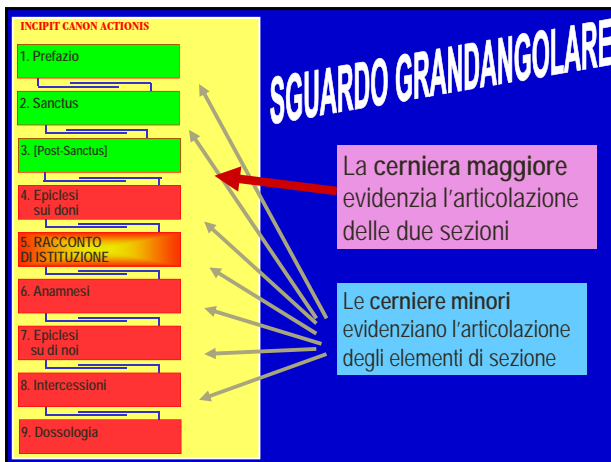 INCIPIT CANON ACTIONIS
1. Prefazio
2. Sanctus
3. [Post-Sanctus]
4. Epiclesi
sui doni
5. RACCONTO
DI ISTITUZIONE
6. Anamnesi
7. Epiclesi
su di noi
8. Intercessioni
9. Dossologia
SGUARDO GRANDANGOLARE
La cerniera maggiore
evidenzia l'articolazione
delle due sezioni
Le cerniere minori
evidenziano l'articolazione
degli elementi di sezione